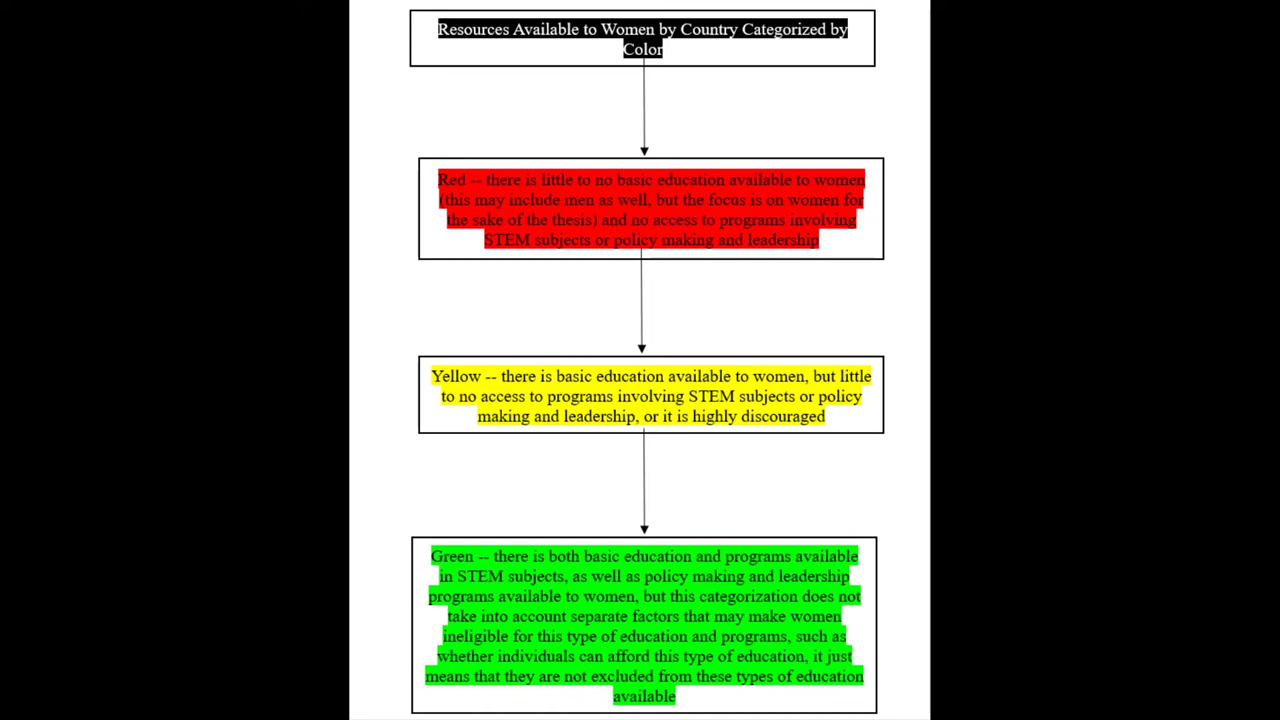 Resources Available to Women by Country Categorized by
Color
Red -- there is little to no basic education available to women
(this may include men as well, but the focus is on women for
the sake of the thesis) and no access to programs involving
STEM subjects or policy making and leadership
Yellow -- there is basic education available to women, but little
to no access to programs involving STEM subjects or policy
making and leadership, or it is highly discouraged
Green -- there is both basic education and programs available
in STEM subjects, as well as policy making and leadership
programs available to women, but this categorization does not
take into account separate factors that may make women
ineligible for this type of education and programs, such as
whether individuals can afford this type of education, it just
means that they are not excluded from these types of education
available